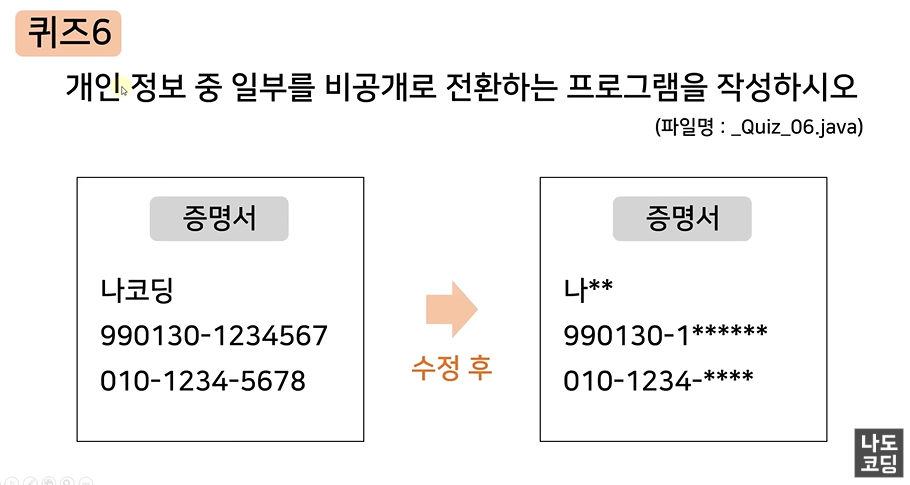 퀴즈6
개인 정보 중 일부를 비공개로 전환하는 프로그램을 작성하시오
(파일명 : _Quiz_06.java)
증명서
나코딩
990130-1234567
010-1234-5678
수정 후
증명서
나**
990130-1******
010-1234-****
나도
코딩